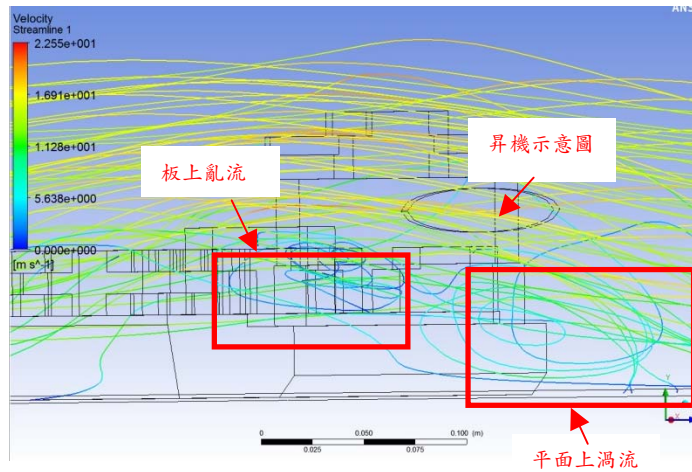 Velocity
Streamline 1
ANS
2.255e+001
1.691e+001
1.128e+001
5.638e+000
0.000e+000
[m s^-1]
板上亂流
昇機示意圖
平面上渦流
0
0.050
0.100 (m)
0.025
0.075
Y
X